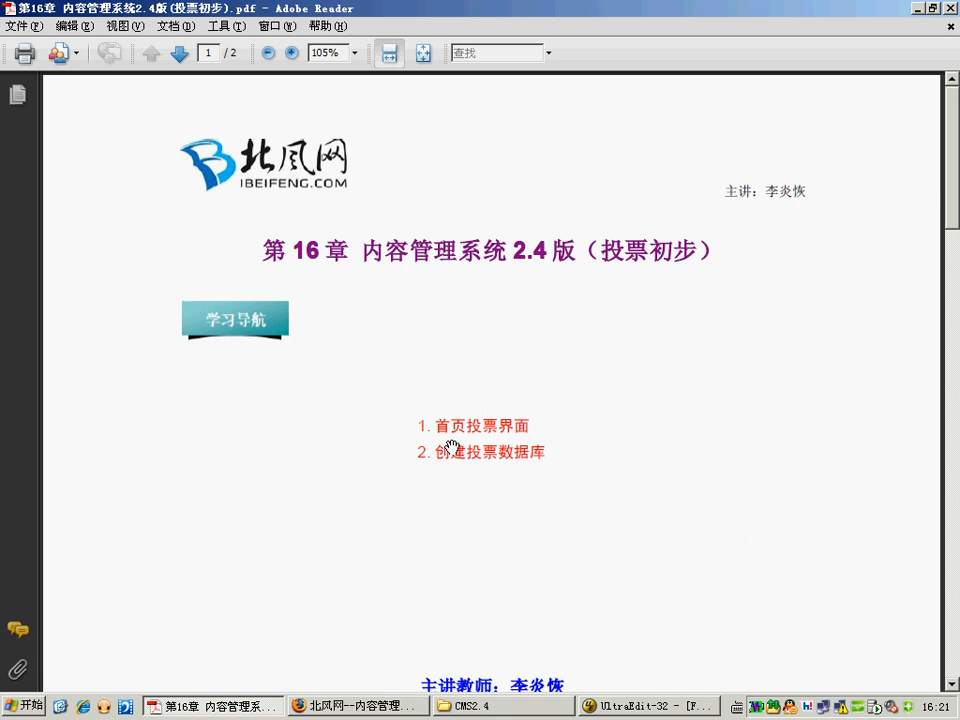 第16章 内容管理系统2.4版(投票初步).pdf - Adobe Reader
文件(F) 编辑(E) 视图(V) 文档(D) 工具(T) 窗口(W) 帮助(H)
1 / 2 105% 查找
北风网
IBEIFENG.COM
主讲：李炎恢
第 16 章 内容管理系统 2.4 版（投票初步）
学习导航
1. 首页投票界面
2. 创建投票数据库
主讲教师：李炎恢
开始 第16章 内容管理系... 北风网--内容管理... CMS2.4 UltraEdit-32 - [F... 16:21